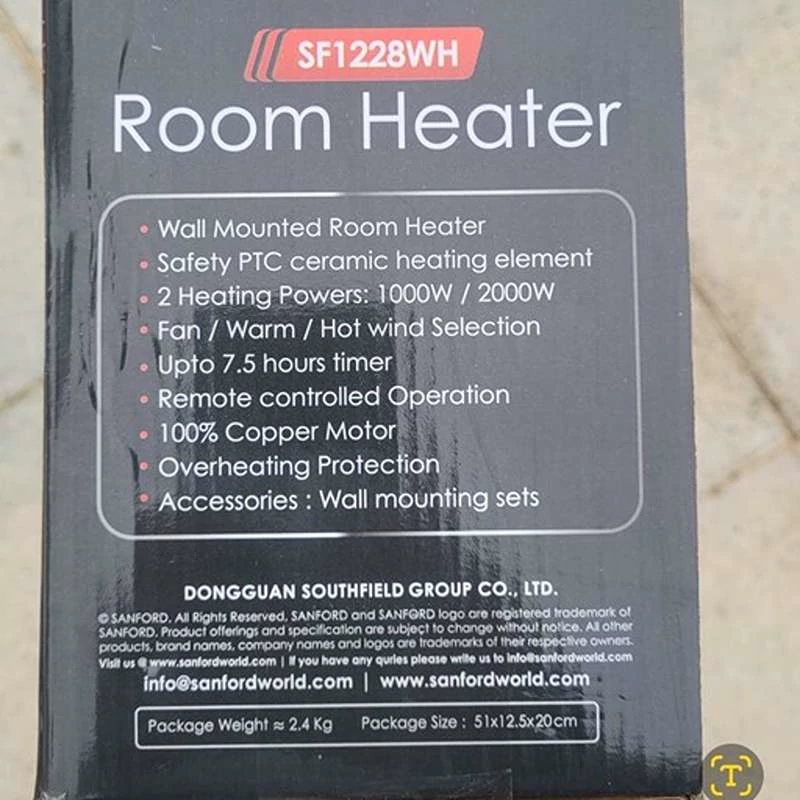 SF1228WH
Room Heater
• Wall Mounted Room Heater
• Safety PTC ceramic heating element
• 2 Heating Powers: 1000W / 2000W
• Fan / Warm / Hot wind Selection
• Upto 7.5 hours timer
• Remote controlled Operation
• 100% Copper Motor
• Overheating Protection
• Accessories : Wall mounting sets
DONGGUAN SOUTHFIELD GROUP CO., LTD.
© SANFORD. All Rights Reserved, SANFORD and SANFORD logo are registered trademark of
SANFORD. Product offerings and specification are subject to change without notice. All other
products, brand names, company names and logos are trademarks of their respective owners.
Visit us @ www.sanfordworld.com | If you have any quries please write us to info@sanfordworld.com
info@sanfordworld.com | www.sanfordworld.com
Package Weight ≈ 2.4 Kg Package Size : 51x12.5x20cm